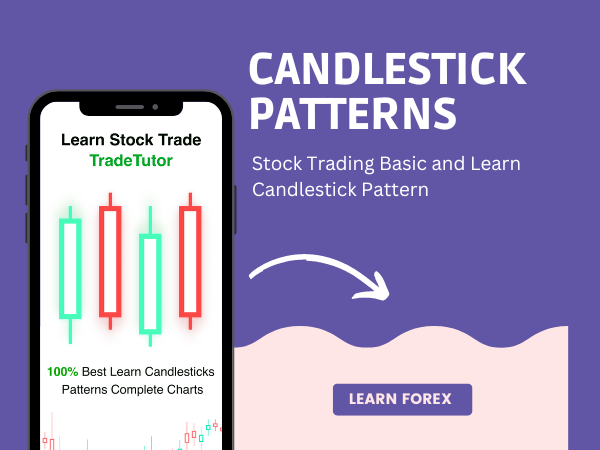 CANDLESTICK
PATTERNS
Stock Trading Basic and Learn
Candlestick Pattern
Learn Stock Trade
TradeTutor
100% Best Learn Candlesticks
Patterns Complete Charts
LEARN FOREX